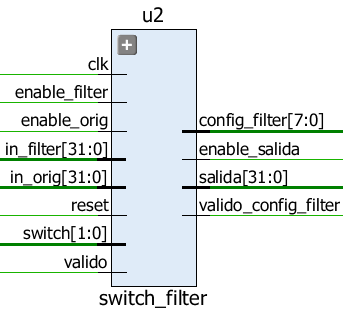 u2
clk
enable_filter
enable_orig
in_filter[31:0]
in_orig[31:0]
reset
switch[1:0]
valido
config_filter[7:0]
enable_salida
salida[31:0]
valido_config_filter
switch_filter